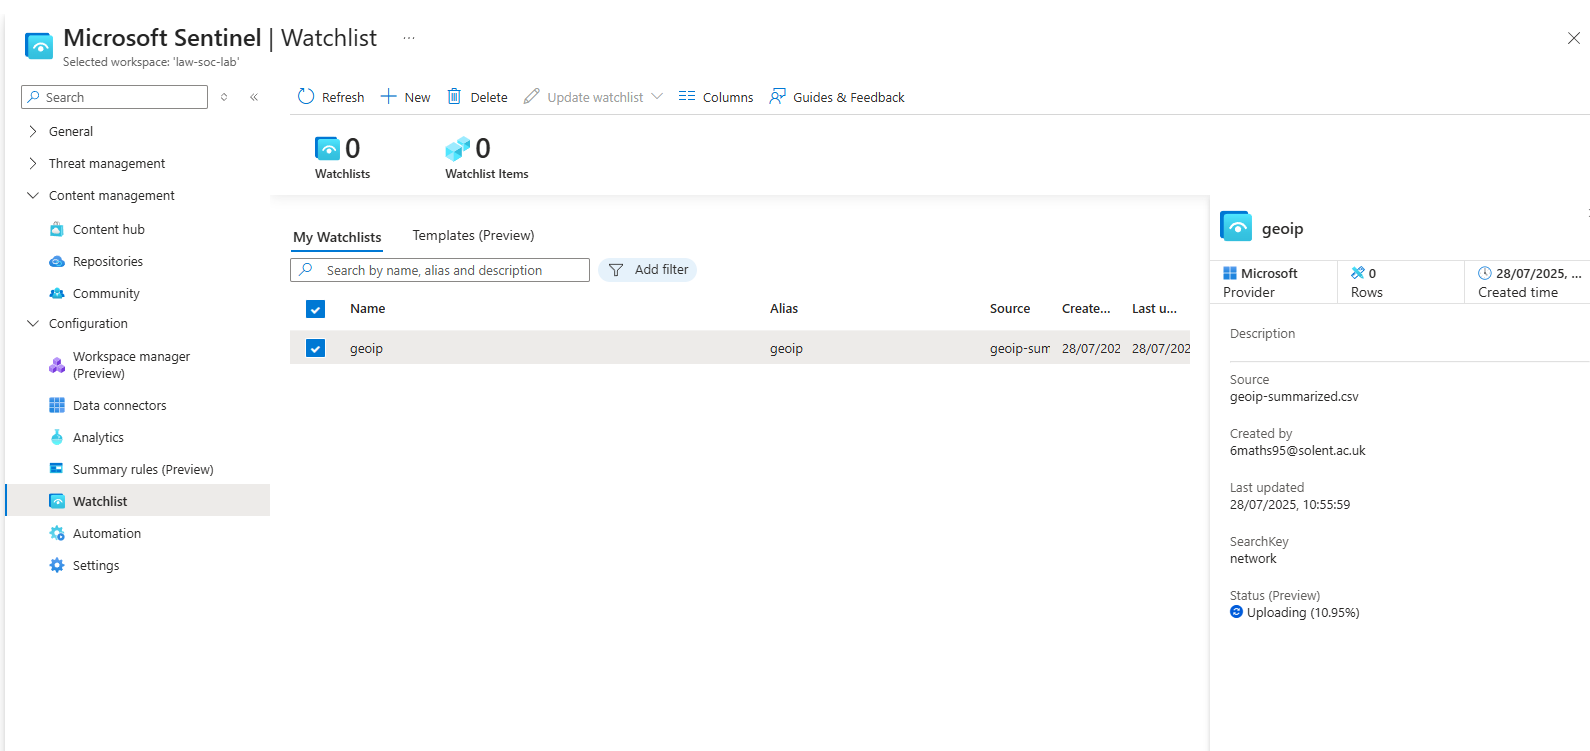 Microsoft Sentinel | Watchlist ...
Selected workspace: 'law-soc-lab'
Search
General
Threat management
Content management
Content hub
Repositories
Community
Configuration
Workspace manager
(Preview)
Data connectors
Analytics
Summary rules (Preview)
Watchlist
Automation
Settings
Refresh New Delete Update watchlist Columns Guides & Feedback
0 0
Watchlists Watchlist Items
My Watchlists Templates (Preview)
Search by name, alias and description Add filter
Name Alias Source Create... Last u...
geoip geoip geoip-sum 28/07/202 28/07/202
geoip
Microsoft 0 28/07/2025, ...
Provider Rows Created time
Description
Source
geoip-summarized.csv
Created by
6maths95@solent.ac.uk
Last updated
28/07/2025, 10:55:59
SearchKey
network
Status (Preview)
Uploading (10.95%)